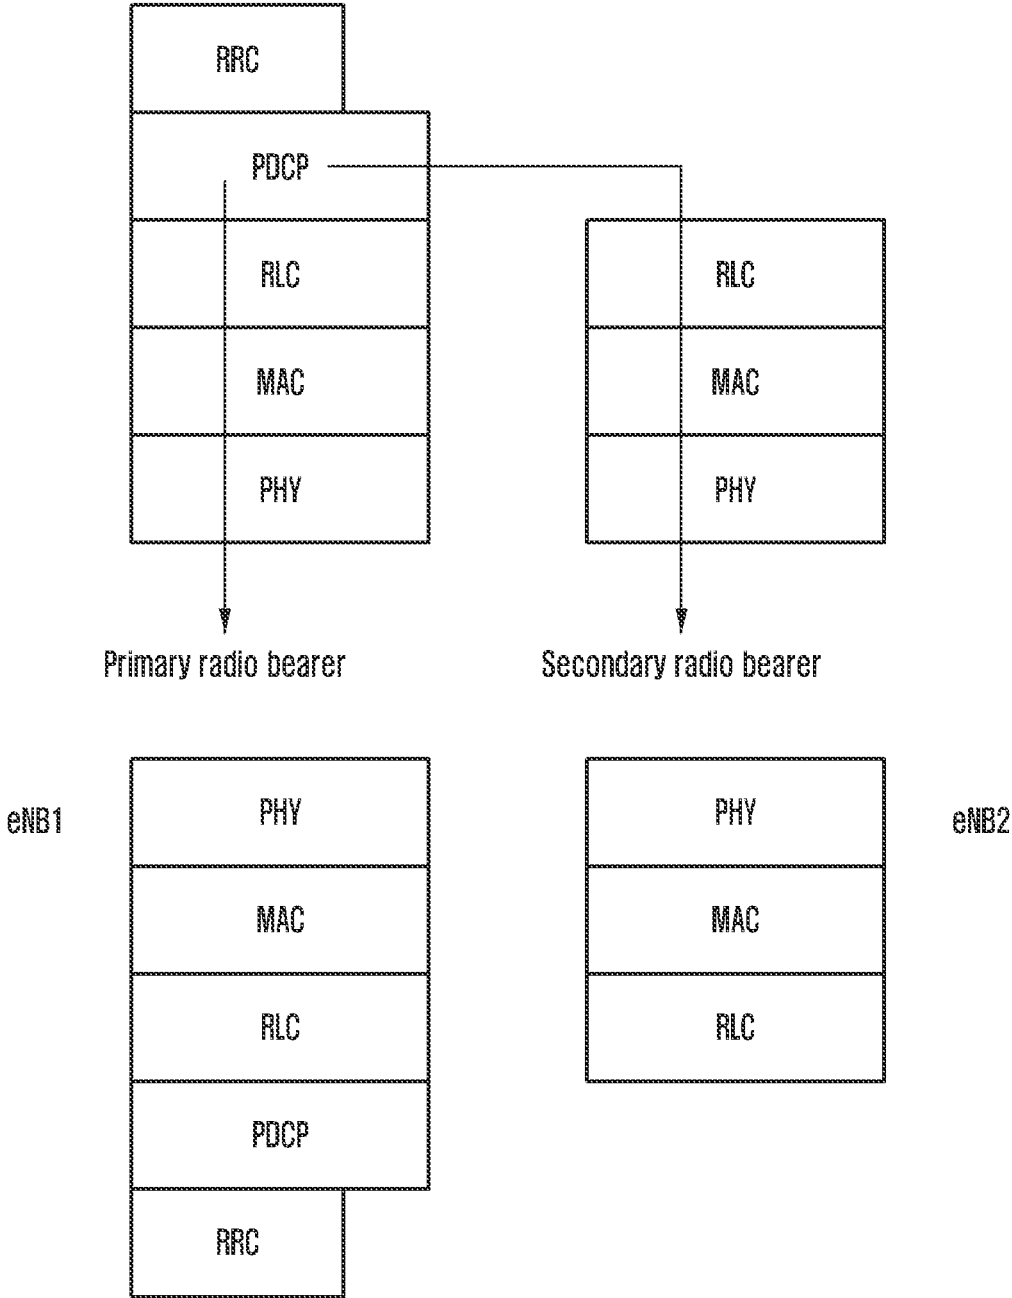 RRC
PDCP
RLC
RLC
MAC
MAC
PHY
PHY
Primary radio bearer
Secondary radio bearer
eNB1
PHY
PHY
eNB2
MAC
MAC
RLC
RLC
PDCP
RRC